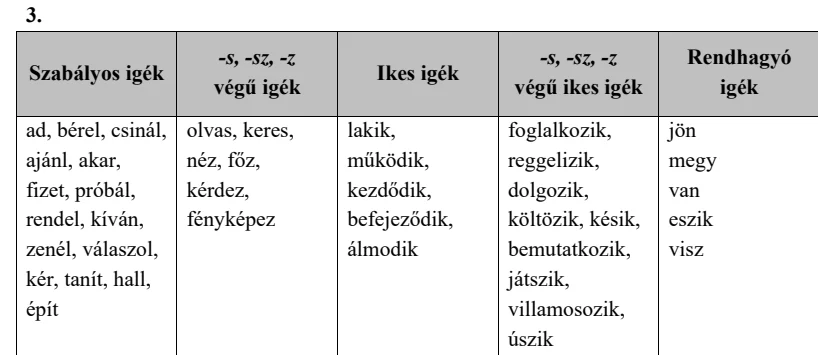 3.
Szabályos igék
-s, -sz, -z
végű igék
Ikes igék
-s, -sz, -z
végű ikes igék
Rendhagyó
igék
ad, bérel, csinál,
ajánl, akar,
fizet, próbál,
rendel, kíván,
zenél, válaszol,
kér, tanít, hall,
épít
olvas, keres,
néz, főz,
kérdez,
fényképez
lakik,
működik,
kezdődik,
befejeződik,
álmodik
foglalkozik,
reggelizik,
dolgozik,
költözik, késik,
bemutatkozik,
játszik,
villamosozik,
úszik
jön
megy
van
eszik
visz